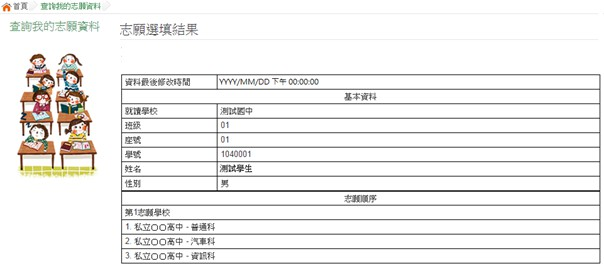 首頁 查詢我的志願資料
查詢我的志願資料
志願選填結果
資料最後修改時間 YYYY/MM/DD 下午 00:00:00
基本資料
就讀學校 測試國中
班級 01
座號 01
學號 1040001
姓名 測試學生
性別 男
志願順序
第1志願學校
1. 私立〇〇高中 - 普通科
2. 私立〇〇高中 - 汽車科
3. 私立〇〇高中 - 資訊科